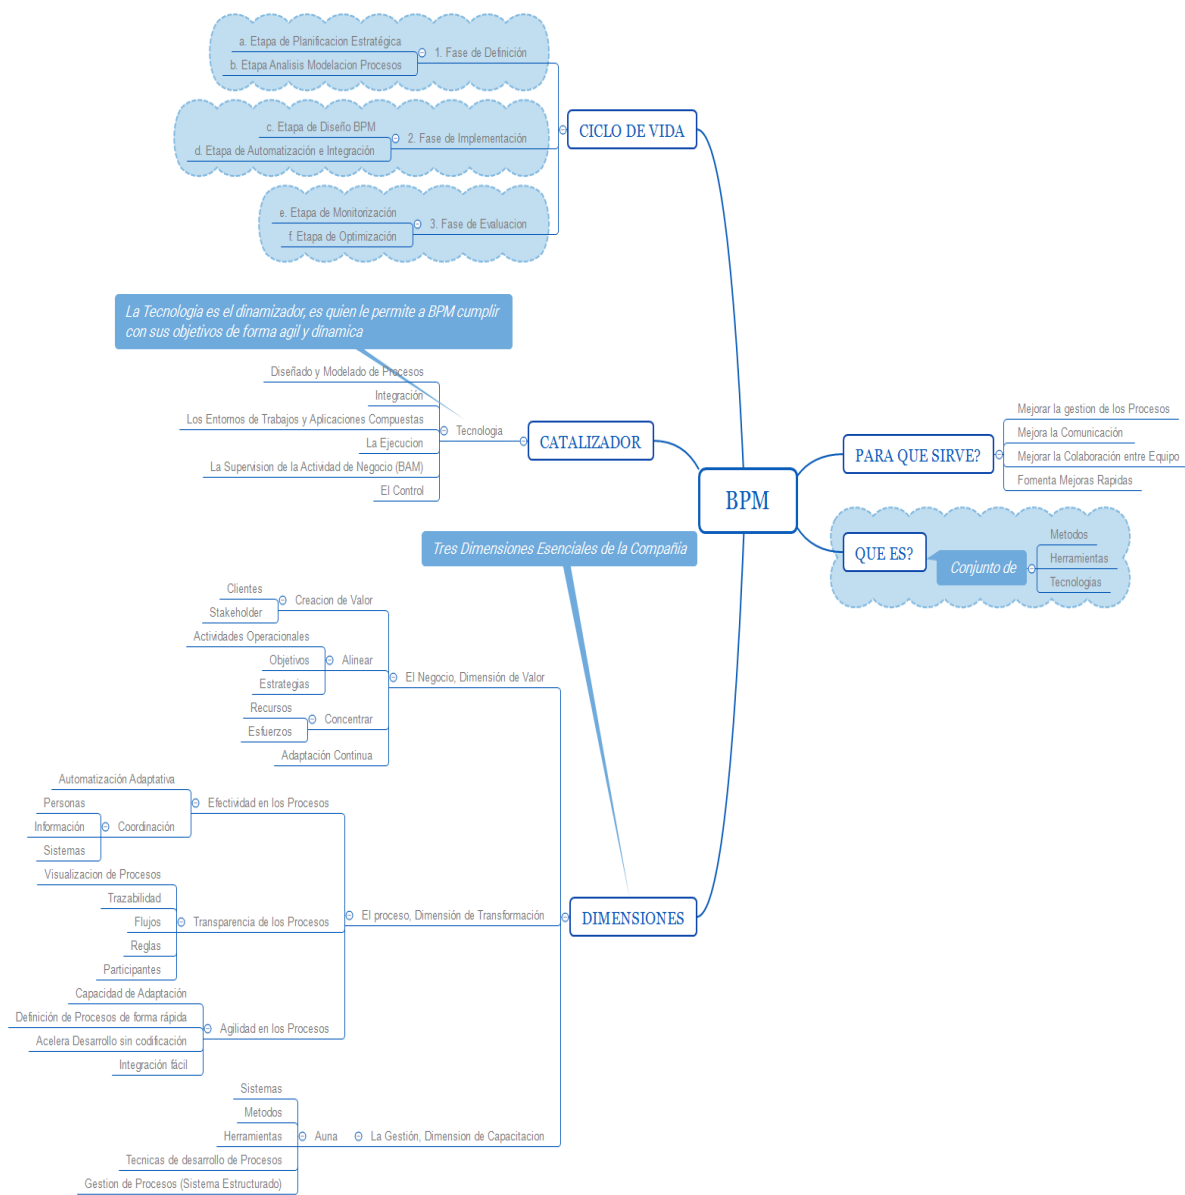 a. Etapa de Planificacion Estratégica
b. Etapa Analisis Modelacion Procesos
1. Fase de Definición
c. Etapa de Diseño BPM
d. Etapa de Automatización e Integración
2. Fase de Implementación
e. Etapa de Monitorización
f. Etapa de Optimización
3. Fase de Evaluacion
CICLO DE VIDA
La Tecnologia es el dinamizador, es quien le permite a BPM cumplir
con sus objetivos de forma agil y dinamica
Diseñado y Modelado de Procesos
Integración
Los Entornos de Trabajos y Aplicaciones Compuestas
La Ejecucion
La Supervision de la Actividad de Negocio (BAM)
El Control
Tecnologia
CATALIZADOR
BPM
PARA QUE SIRVE?
Mejorar la gestion de los Procesos
Mejora la Comunicación
Mejorar la Colaboración entre Equipo
Fomenta Mejoras Rapidas
QUE ES?
Conjunto de
Metodos
Herramientas
Tecnologias
Tres Dimensiones Esenciales de la Compañia
Clientes
Stakeholder
Creacion de Valor
Actividades Operacionales
Objetivos
Estrategias
Alinear
Recursos
Esfuerzos
Concentrar
Adaptación Continua
El Negocio, Dimensión de Valor
Automatización Adaptativa
Personas
Información
Sistemas
Coordinación
Efectividad en los Procesos
Visualizacion de Procesos
Trazabilidad
Flujos
Reglas
Participantes
Transparencia de los Procesos
Capacidad de Adaptación
Definición de Procesos de forma rápida
Acelera Desarrollo sin codificación
Integración fácil
Agilidad en los Procesos
El proceso, Dimensión de Transformación
DIMENSIONES
Sistemas
Metodos
Herramientas
Tecnicas de desarrollo de Procesos
Gestion de Procesos (Sistema Estructurado)
Auna
La Gestión, Dimension de Capacitacion